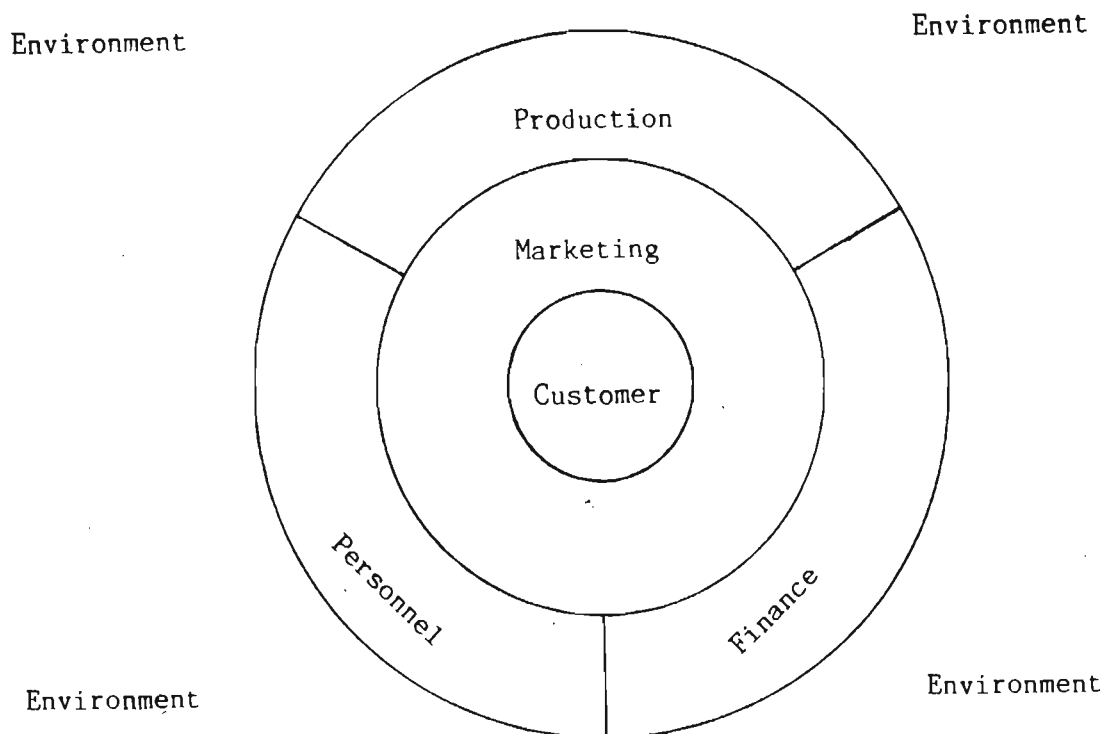 Environment
Environment
Production
Marketing
Customer
Personnel
Finance
Environment
Environment